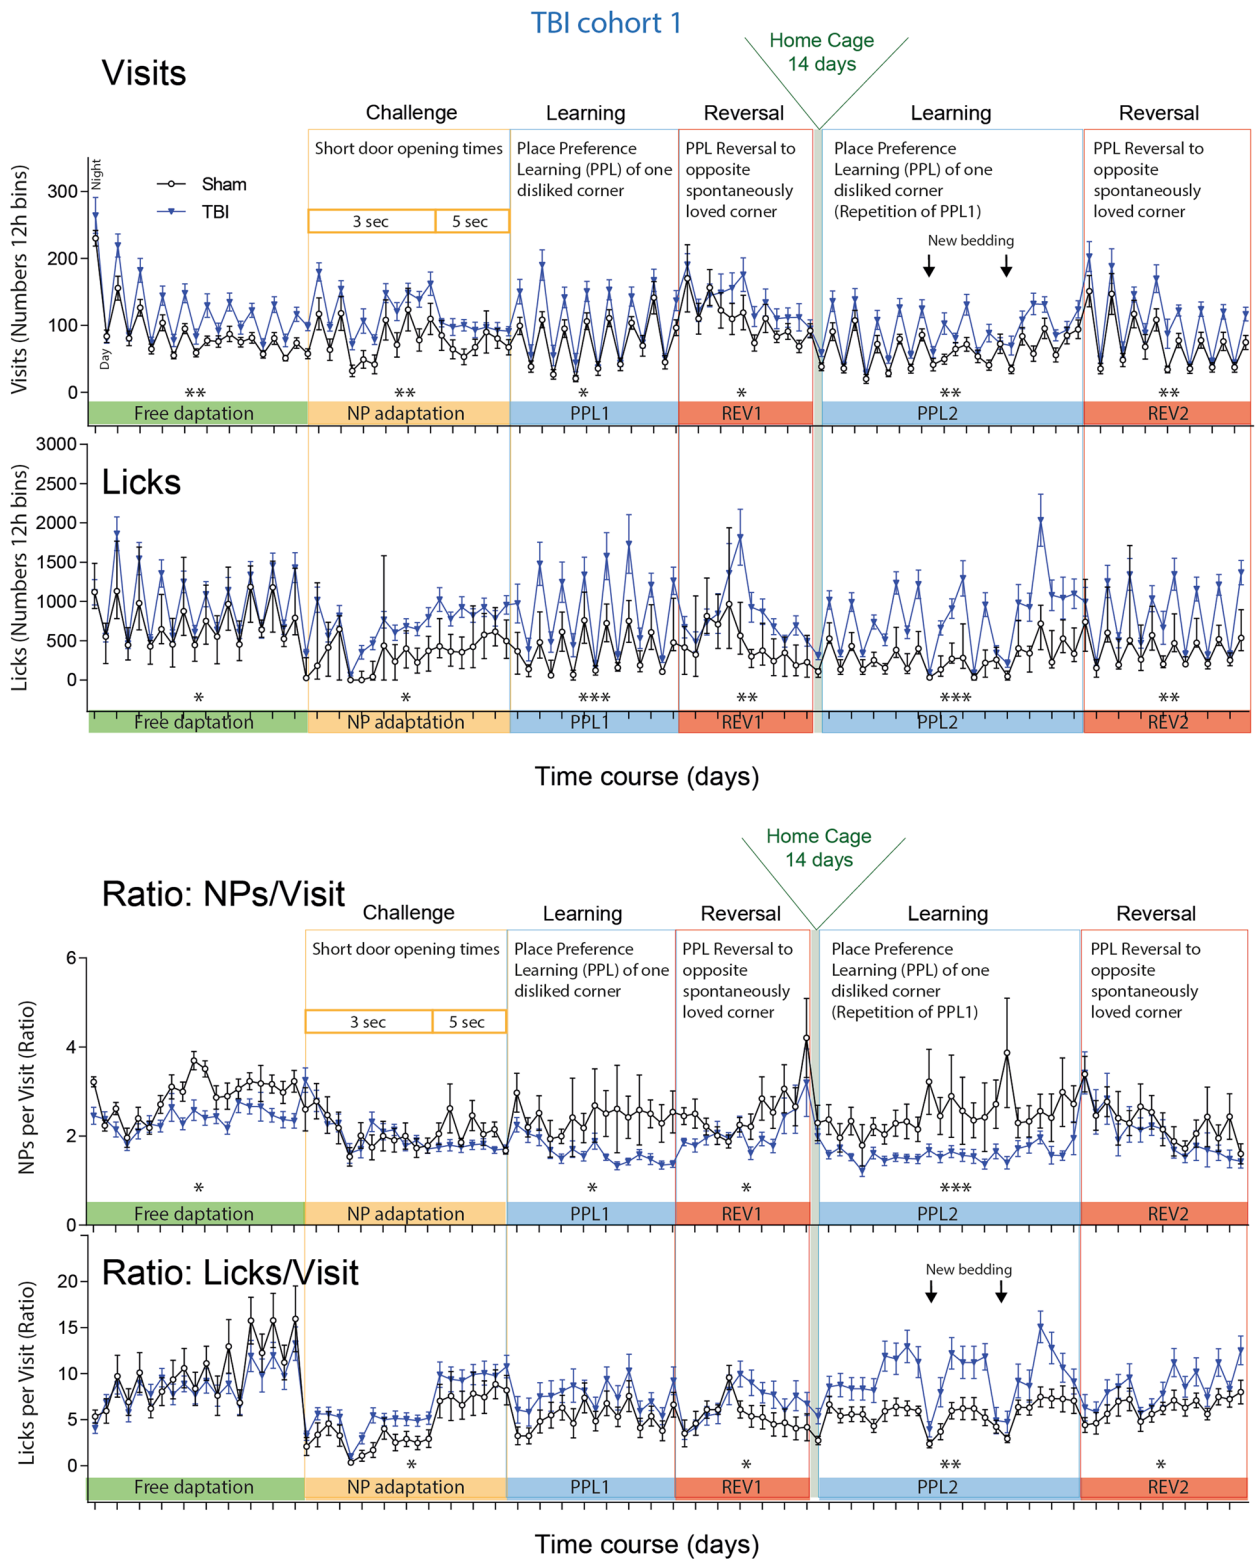 TBI cohort 1
Home Cage
14 days
Visits
Challenge
Learning
Reversal
Learning
Reversal
Short door opening times
Place Preference
Learning (PPL) of one
disliked corner
PPL Reversal to
opposite
spontaneously
loved corner
Place Preference
Learning (PPL) of one
disliked corner
(Repetition of PPL1)
PPL Reversal to
opposite
spontaneously
loved corner
Night
Day
Sham
TBI
3 sec
5 sec
New bedding
Visits (Numbers 12h bins)
300
200
100
0
** ** * * ** **
Free daptation
NP adaptation
PPL1
REV1
PPL2
REV2
Licks
Licks (Numbers 12h bins)
3000
2500
2000
1500
1000
500
0
* * *** ** *** **
Free daptation
NP adaptation
PPL1
REV1
PPL2
REV2
Time course (days)
Home Cage
14 days
Ratio: NPs/Visit
Challenge
Learning
Reversal
Learning
Reversal
Short door opening times
Place Preference
Learning (PPL) of one
disliked corner
PPL Reversal to
opposite
spontaneously
loved corner
Place Preference
Learning (PPL) of one
disliked corner
(Repetition of PPL1)
PPL Reversal to
opposite
spontaneously
loved corner
3 sec
5 sec
NPs per Visit (Ratio)
6
4
2
0
* * * ***
Free daptation
NP adaptation
PPL1
REV1
PPL2
REV2
Ratio: Licks/Visit
New bedding
Licks per Visit (Ratio)
20
15
10
5
0
* * ** *
Free daptation
NP adaptation
PPL1
REV1
PPL2
REV2
Time course (days)